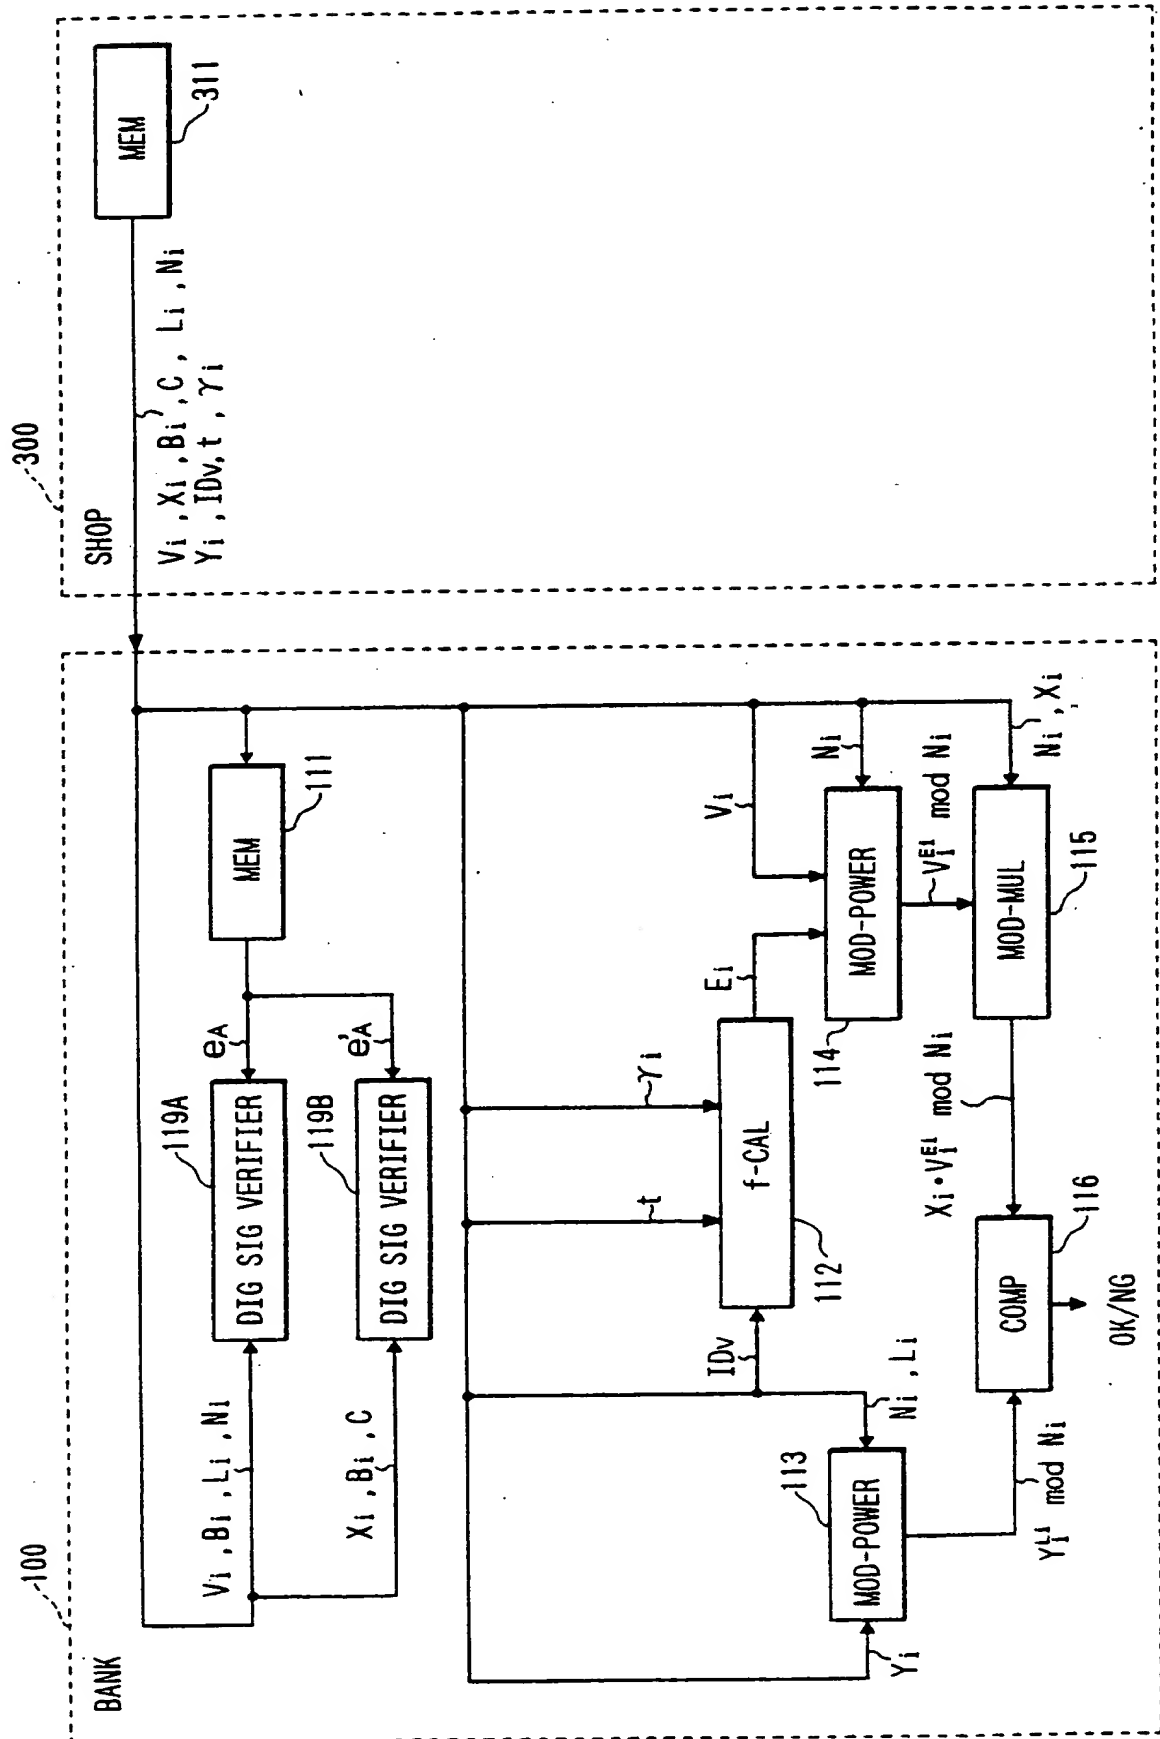 100
BANK
300
SHOP
MEM
311
Vi , Xi , Bi , C , Li , Ni
Yi , IDv, t , γi
MEM
111
eA
e'A
119A
DIG SIG VERIFIER
119B
DIG SIG VERIFIER
Vi , Bi , Li , Ni
Xi , Bi , C
IDv
t
γi
f-CAL
112
Ei
Vi
Ni
MOD-POWER
114
Vi^Ei mod Ni
Ni , Xi
MOD-MUL
115
Xi • Vi^Ei mod Ni
Ni , Li
113
MOD-POWER
Yi
Yi^Li mod Ni
COMP
116
OK/NG